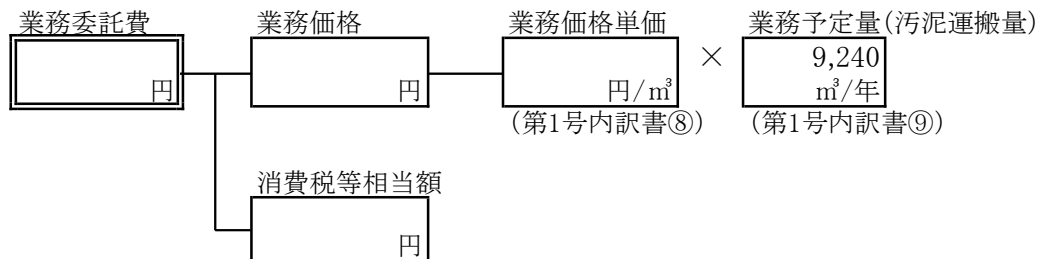 業務委託費 業務価格 業務価格単価 業務予定量(汚泥運搬量)
× 9,240
円 円 円/㎥ ㎥/年
(第1号内訳書⑧) (第1号内訳書⑨)
消費税等相当額
円